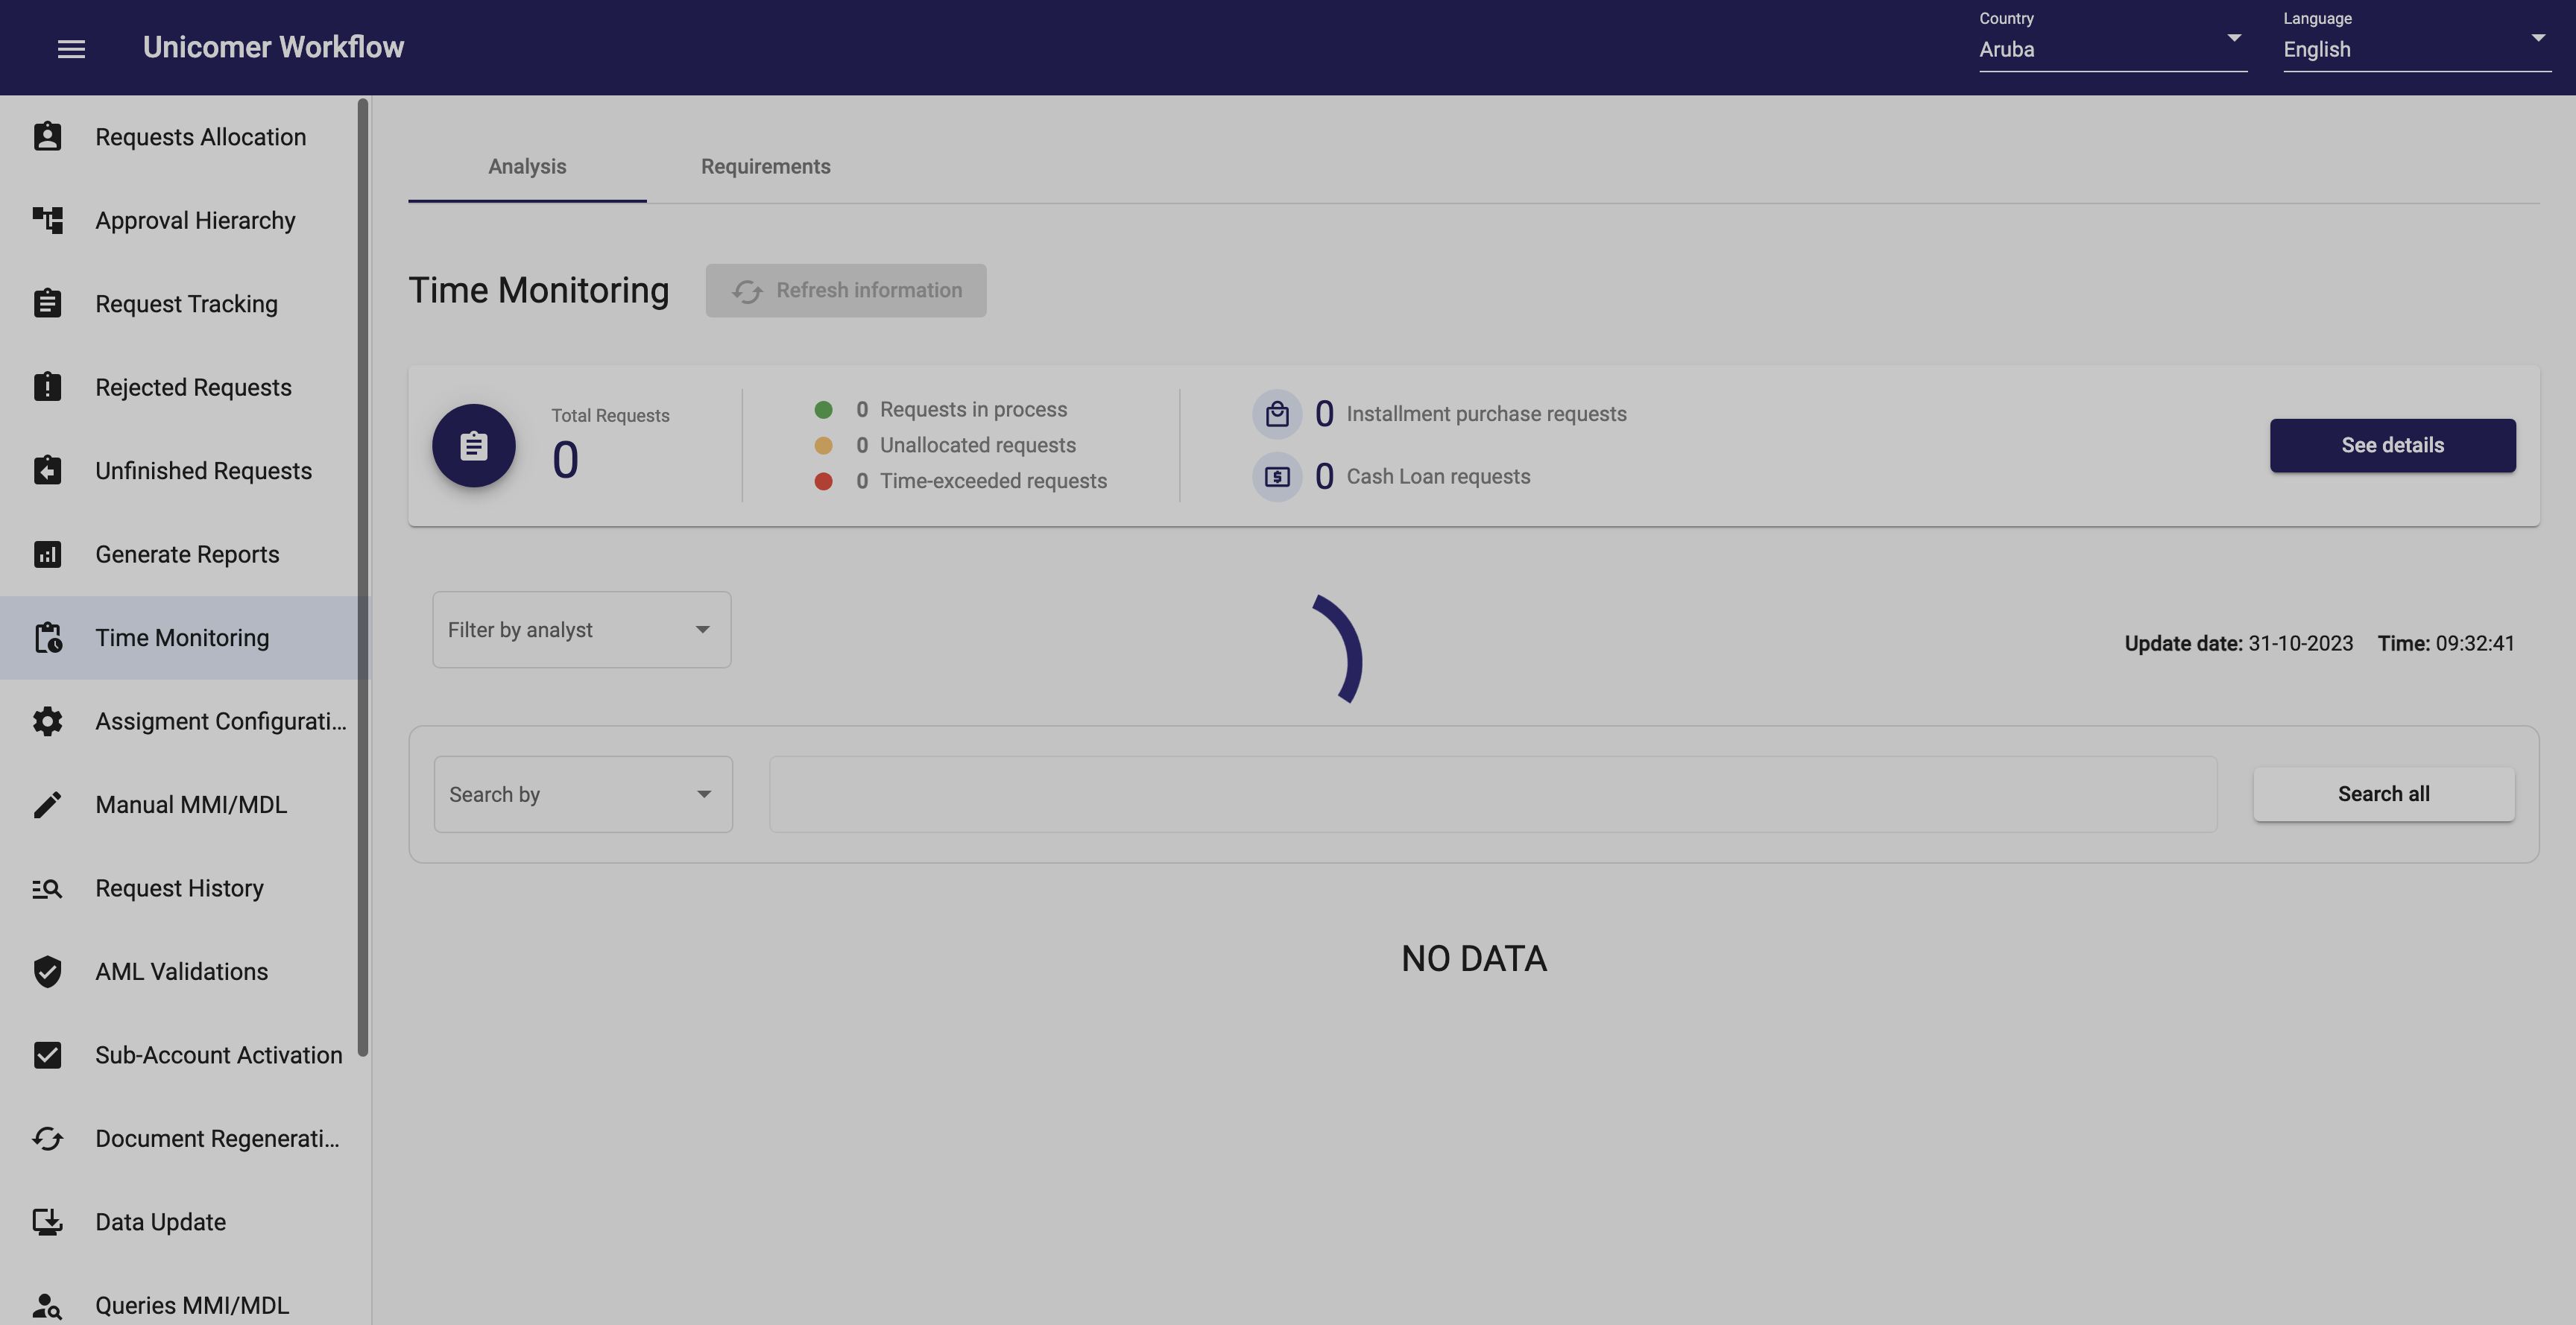 Unicomer Workflow
Country
Aruba
Language
English
Requests Allocation
Approval Hierarchy
Request Tracking
Rejected Requests
Unfinished Requests
Generate Reports
Time Monitoring
Assigment Configurati...
Manual MMI/MDL
Request History
AML Validations
Sub-Account Activation
Document Regenerati...
Data Update
Queries MMI/MDL
Analysis
Requirements
Time Monitoring
Refresh information
Total Requests
0
0 Requests in process
0 Unallocated requests
0 Time-exceeded requests
0 Installment purchase requests
0 Cash Loan requests
See details
Filter by analyst
Update date: 31-10-2023 Time: 09:32:41
Search by
Search all
NO DATA